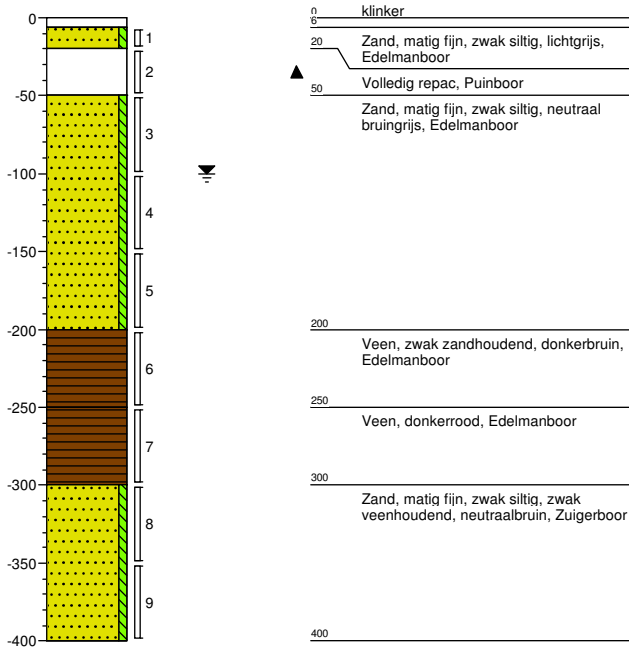 0
-50
-100
-150
-200
-250
-300
-350
-400
1
2
3
4
5
6
7
8
9
0
klinker
6
Zand, matig fijn, zwak siltig, lichtgrijs,
Edelmanboor
20
Volledig repac, Puinboor
50
Zand, matig fijn, zwak siltig, neutraal
bruingrijs, Edelmanboor
200
Veen, zwak zandhoudend, donkerbruin,
Edelmanboor
250
Veen, donkerrood, Edelmanboor
300
Zand, matig fijn, zwak siltig, zwak
veenhoudend, neutraalbruin, Zuigerboor
400